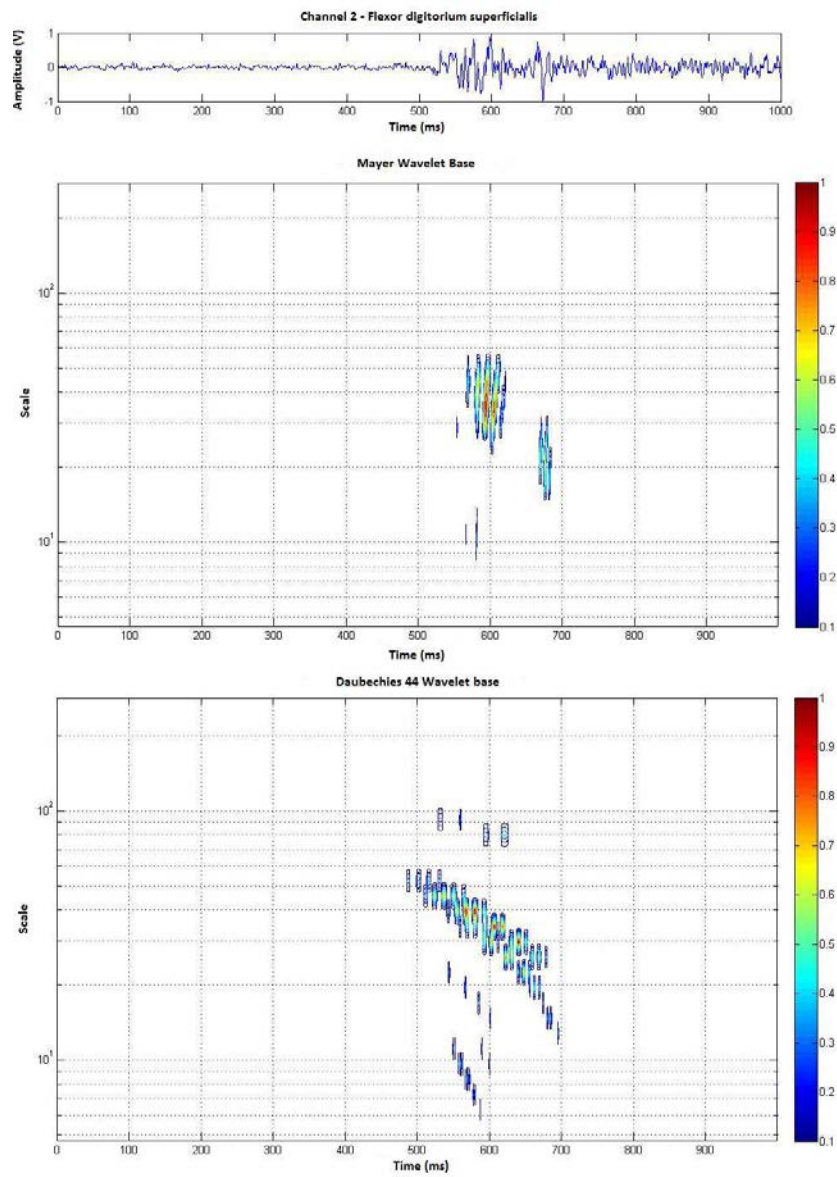 Channel 2 - Flexor digitorium superficialis
Amplitude (V)
1
0
-1
0 100 200 300 400 500 600 700 800 900 1000
Time (ms)
Mayer Wavelet Base
Scale
10²
10¹
0 100 200 300 400 500 600 700 800 900
Time (ms)
1
0.9
0.8
0.7
0.6
0.5
0.4
0.3
0.2
0.1
Daubechies 44 Wavelet base
Scale
10²
10¹
0 100 200 300 400 500 600 700 800 900
Time (ms)
1
0.9
0.8
0.7
0.6
0.5
0.4
0.3
0.2
0.1